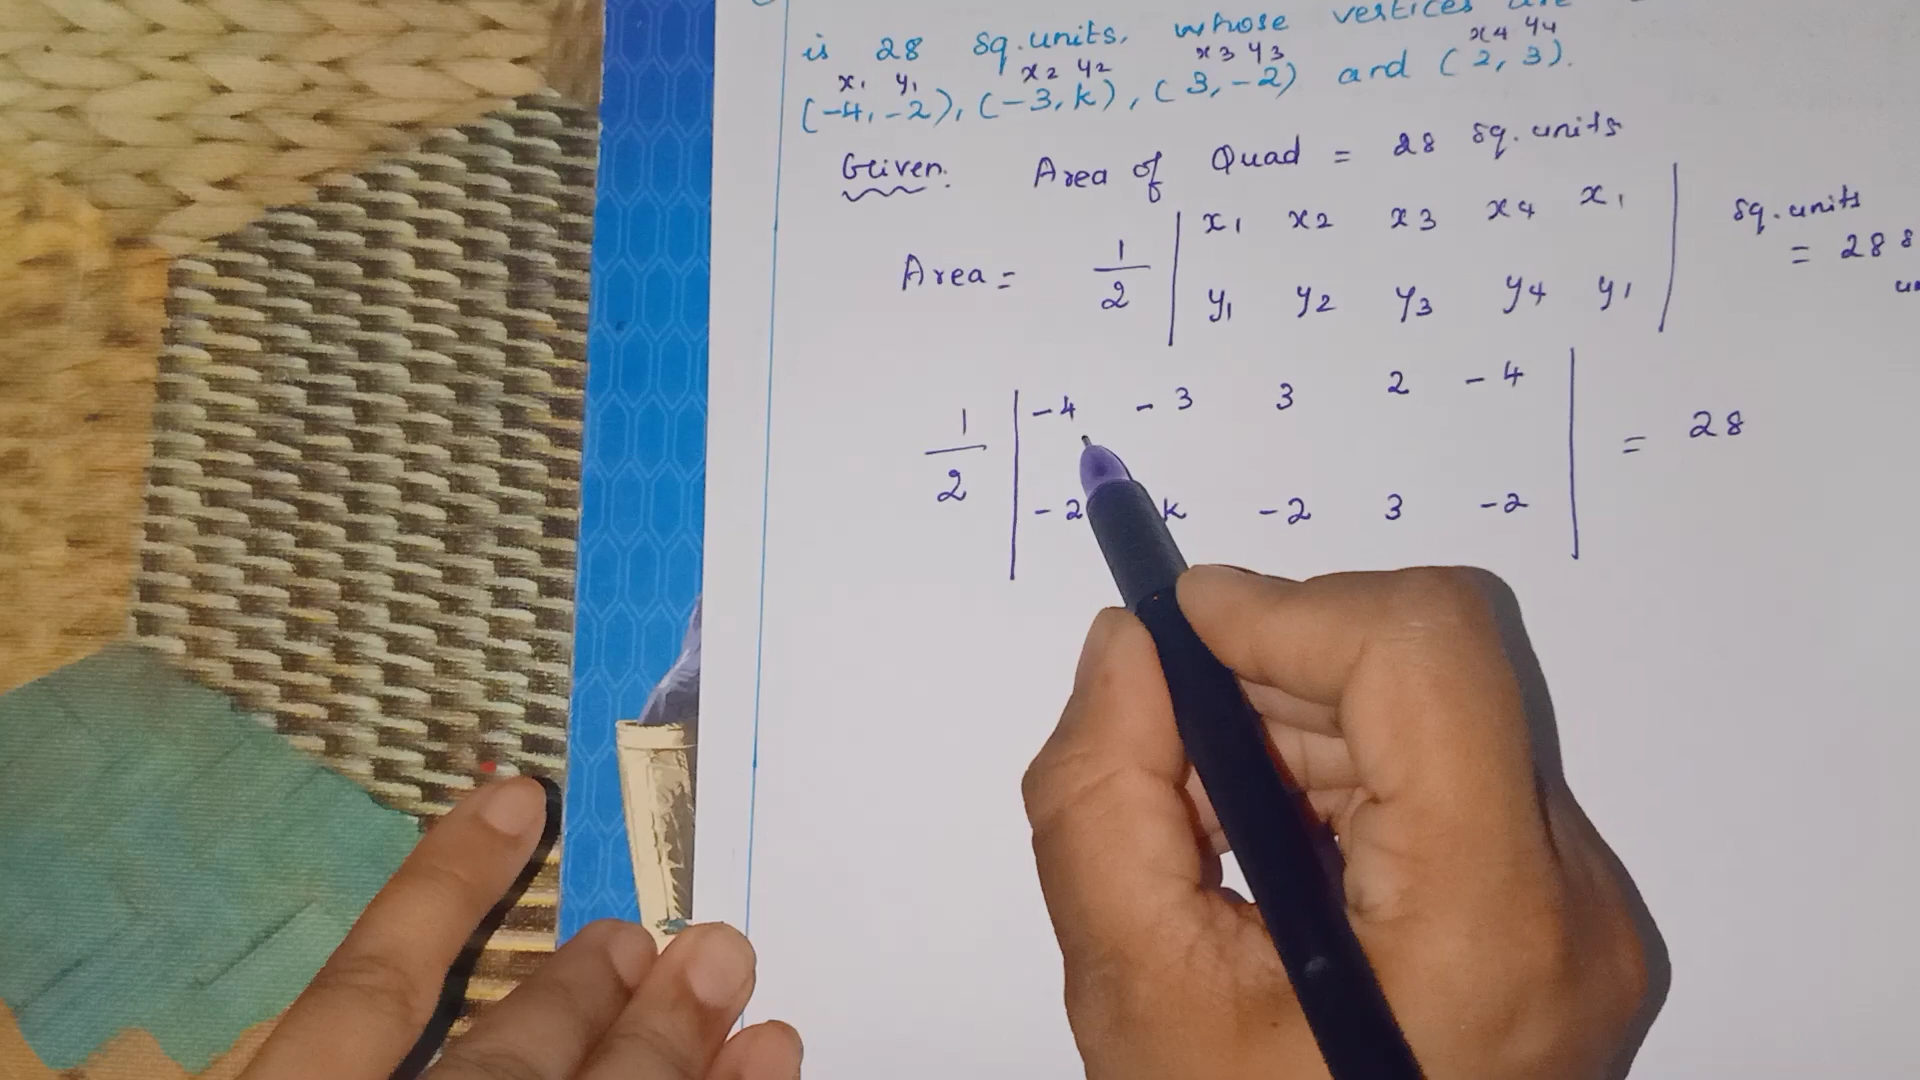 is 28 sq.units, whose vertices are
x1 y1 x2 y2 x3 y3 x4 y4
(-4,-2), (-3, k), (3,-2) and (2, 3).
Given. Area of Quad = 28 sq. units
Area = 1/2 | x1 x2 x3 x4 x1 | sq. units
y1 y2 y3 y4 y1 = 28
1/2 | -4 -3 3 2 -4 | = 28
-2 k -2 3 -2